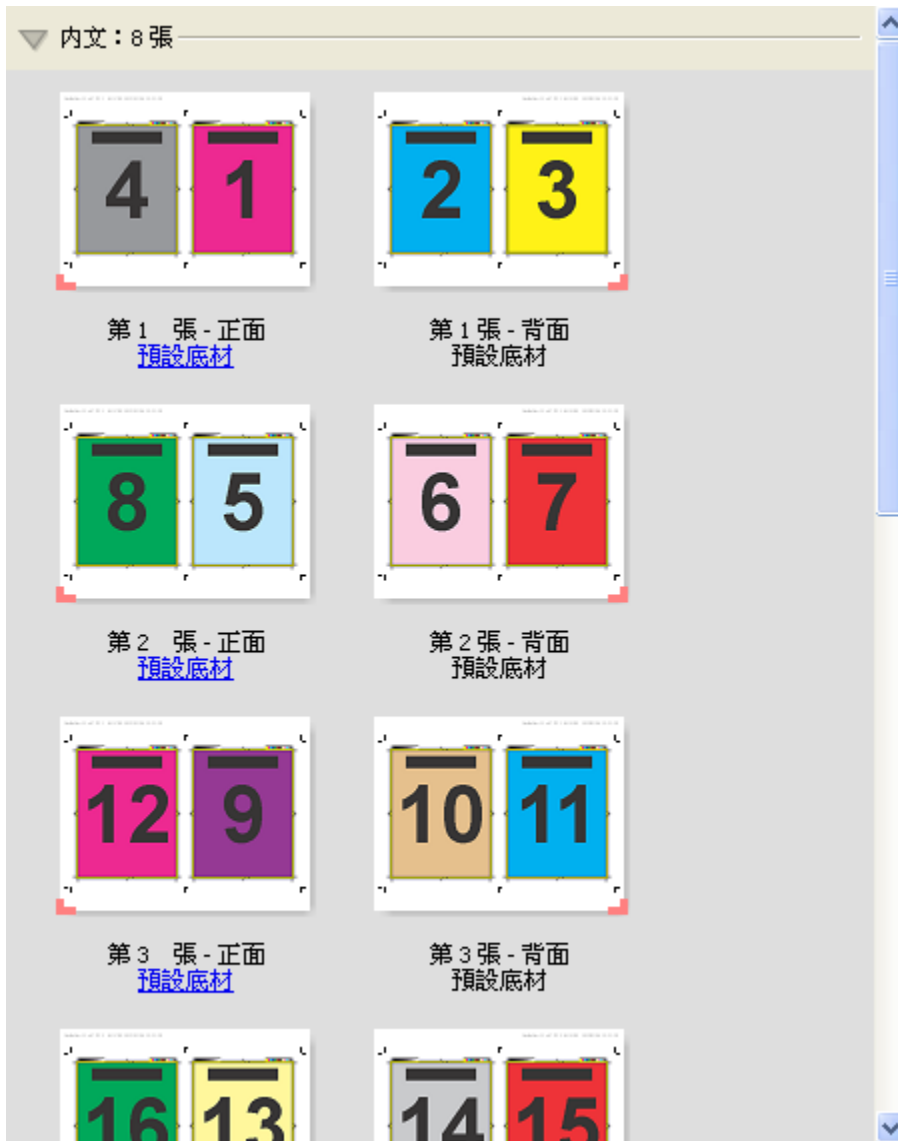 內文：8 張
4 1
2 3
第 1 張 - 正面
預設底材
第 1 張 - 背面
預設底材
8 5
6 7
第 2 張 - 正面
預設底材
第 2 張 - 背面
預設底材
12 9
10 11
第 3 張 - 正面
預設底材
第 3 張 - 背面
預設底材
16 13
14 15